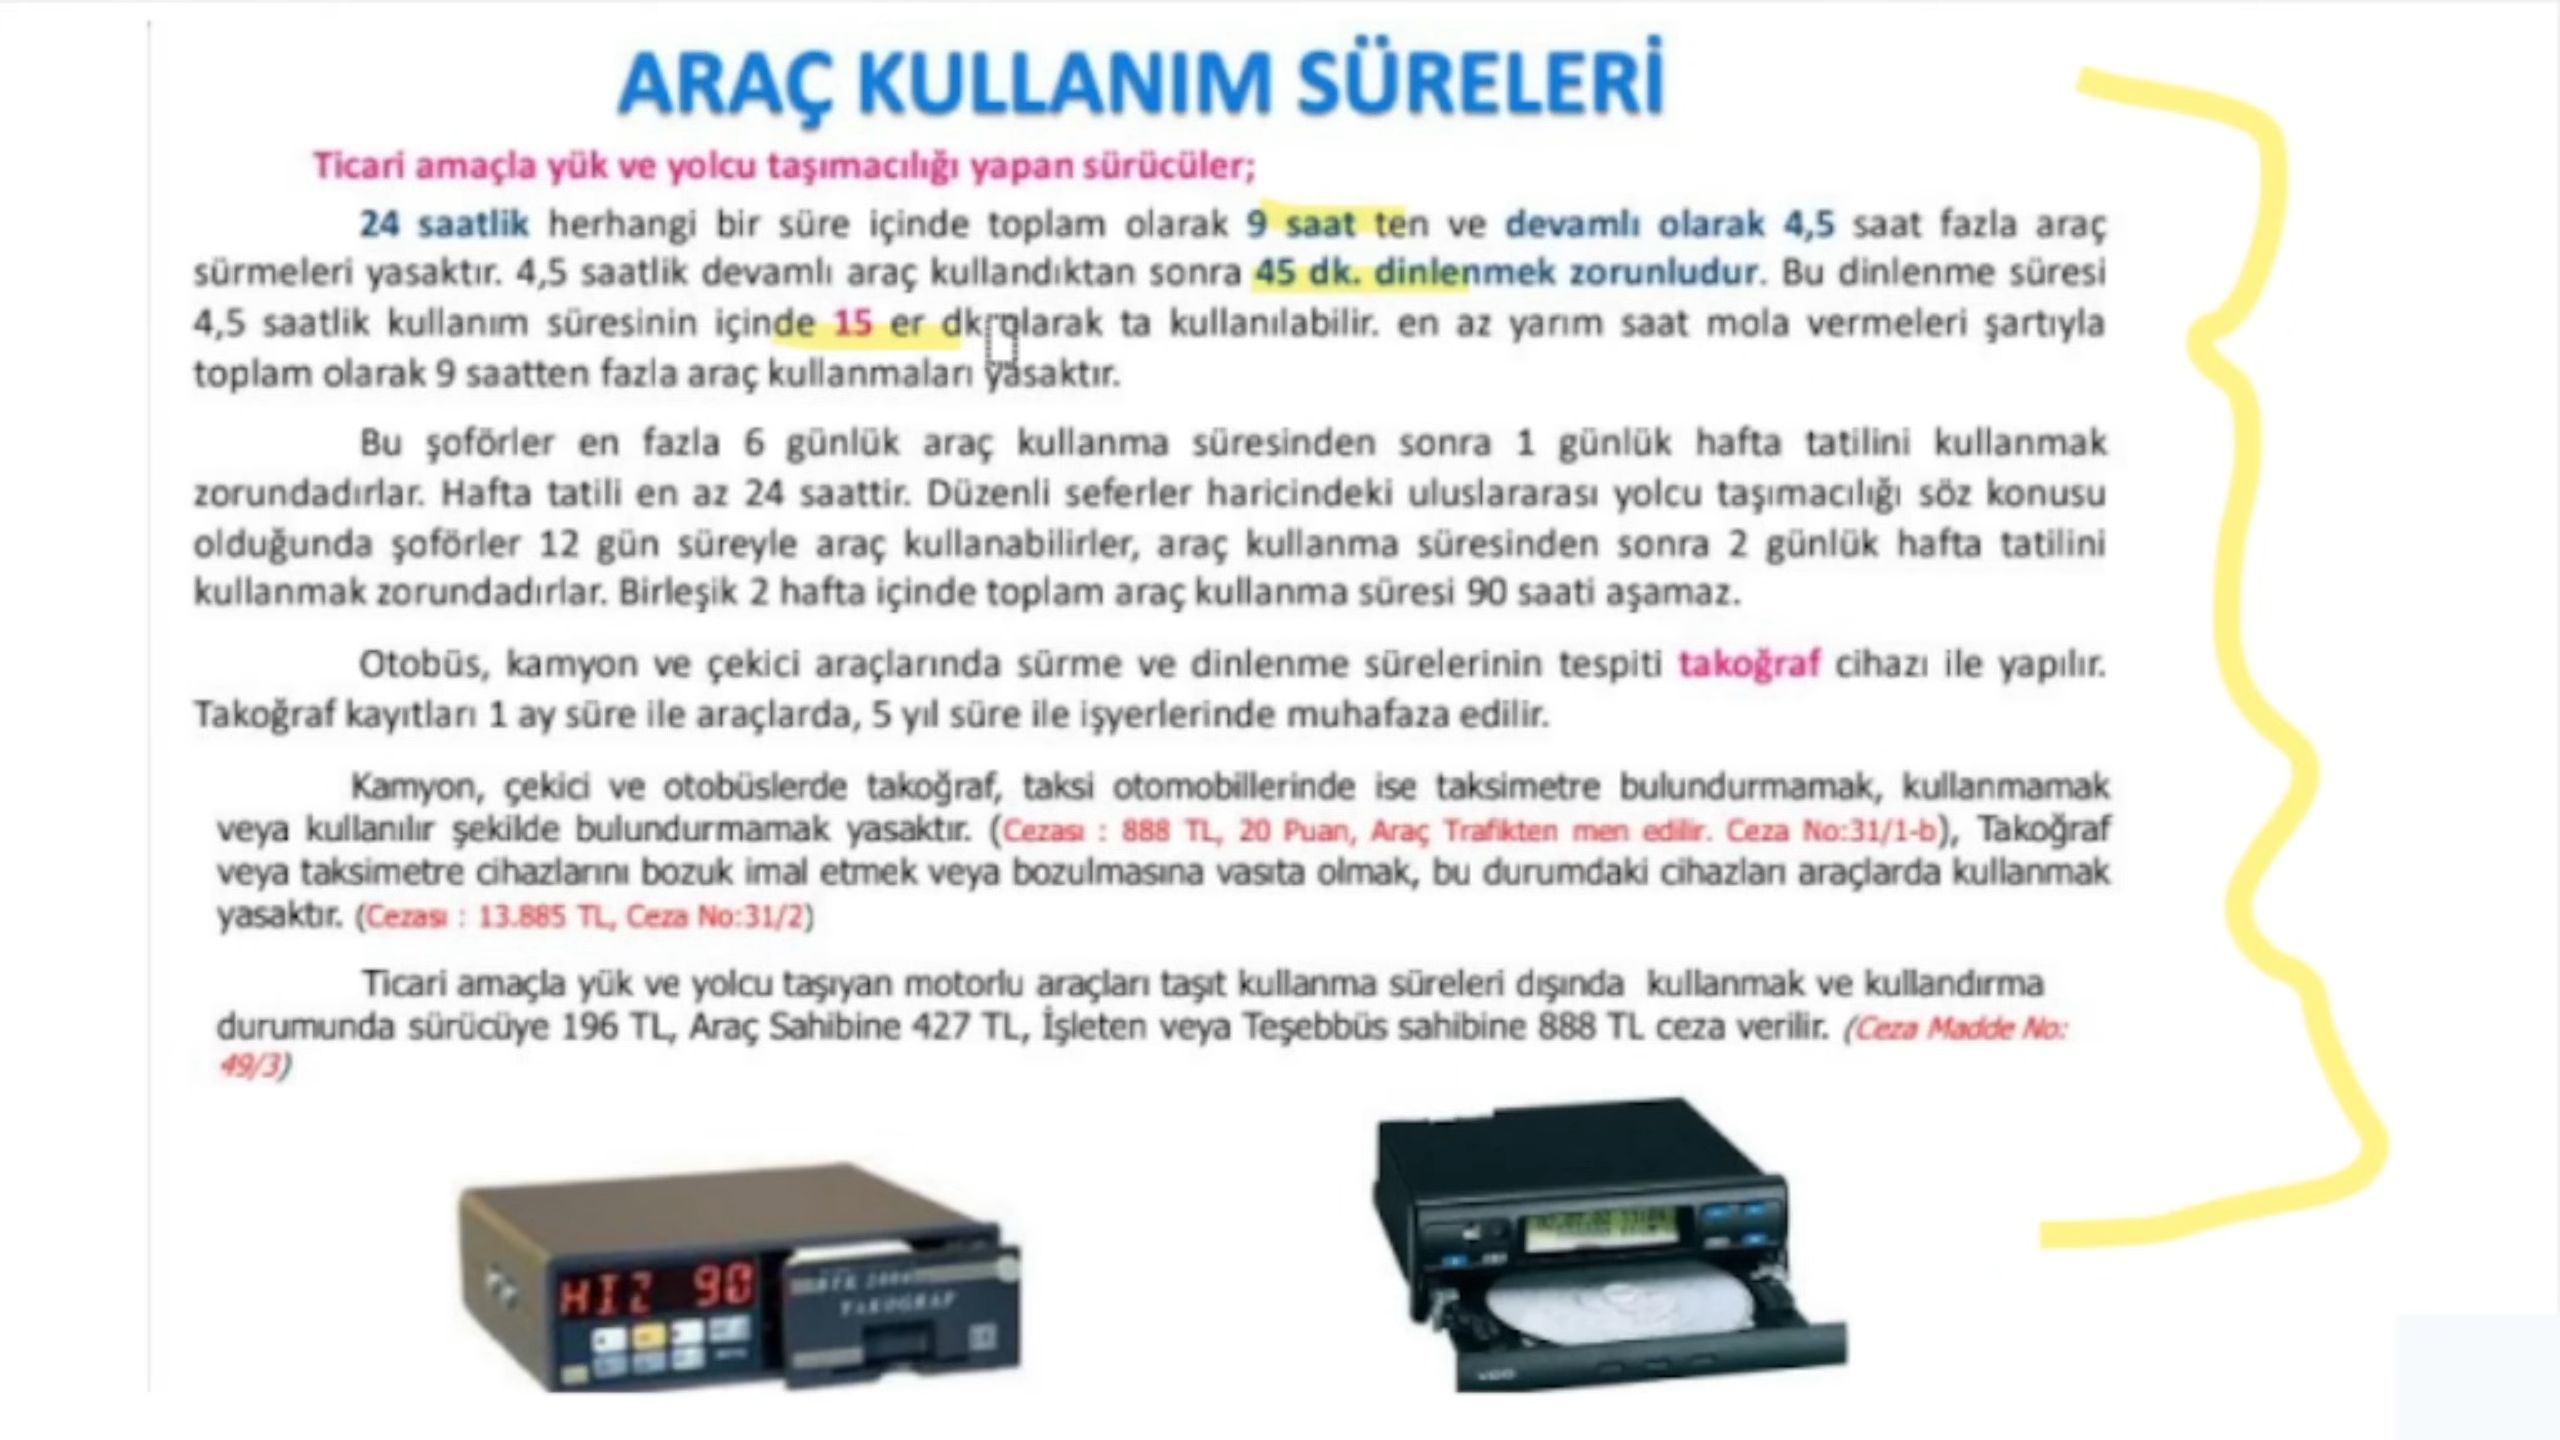 ARAÇ KULLANIM SÜRELERİ
Ticari amaçla yük ve yolcu taşımacılığı yapan sürücüler;
24 saatlik herhangi bir süre içinde toplam olarak 9 saat ten ve devamlı olarak 4,5 saat fazla araç
sürmeleri yasaktır. 4,5 saatlik devamlı araç kullandıktan sonra 45 dk. dinlenmek zorunludur. Bu dinlenme süresi
4,5 saatlik kullanım süresinin içinde 15 er dk olarak ta kullanılabilir. en az yarım saat mola vermeleri şartıyla
toplam olarak 9 saatten fazla araç kullanmaları yasaktır.
Bu şoförler en fazla 6 günlük araç kullanma süresinden sonra 1 günlük hafta tatilini kullanmak
zorundadırlar. Hafta tatili en az 24 saattir. Düzenli seferler haricindeki uluslararası yolcu taşımacılığı söz konusu
olduğunda şoförler 12 gün süreyle araç kullanabilirler, araç kullanma süresinden sonra 2 günlük hafta tatilini
kullanmak zorundadırlar. Birleşik 2 hafta içinde toplam araç kullanma süresi 90 saati aşamaz.
Otobüs, kamyon ve çekici araçlarında sürme ve dinlenme sürelerinin tespiti takoğraf cihazı ile yapılır.
Takoğraf kayıtları 1 ay süre ile araçlarda, 5 yıl süre ile işyerlerinde muhafaza edilir.
Kamyon, çekici ve otobüslerde takoğraf, taksi otomobillerinde ise taksimetre bulundurmamak, kullanmamak
veya kullanılır şekilde bulundurmamak yasaktır. (Cezası : 888 TL, 20 Puan, Araç Trafikten men edilir. Ceza No:31/1-b), Takoğraf
veya taksimetre cihazlarını bozuk imal etmek veya bozulmasına vasıta olmak, bu durumdaki cihazları araçlarda kullanmak
yasaktır. (Cezası : 13.885 TL, Ceza No:31/2)
Ticari amaçla yük ve yolcu taşıyan motorlu araçları taşıt kullanma süreleri dışında kullanmak ve kullandırma
durumunda sürücüye 196 TL, Araç Sahibine 427 TL, İşleten veya Teşebbüs sahibine 888 TL ceza verilir. (Ceza Madde No:
49/3)
HIZ 90
TAKOGRAF
VDO